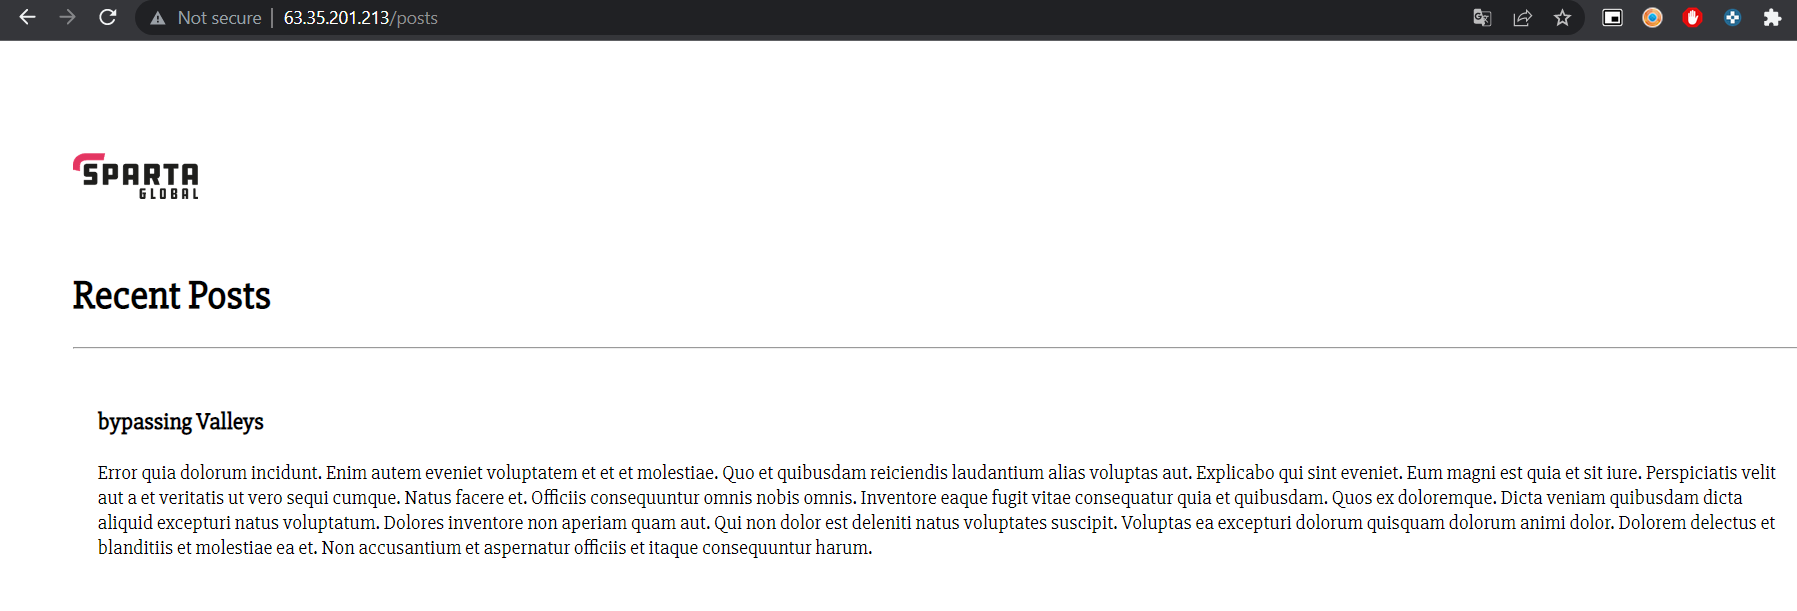 Not secure | 63.35.201.213/posts
SPARTA
GLOBAL
Recent Posts
bypassing Valleys
Error quia dolorum incidunt. Enim autem eveniet voluptatem et et et molestiae. Quo et quibusdam reiciendis laudantium alias voluptas aut. Explicabo qui sint eveniet. Eum magni est quia et sit iure. Perspiciatis velit
aut a et veritatis ut vero sequi cumque. Natus facere et. Officiis consequuntur omnis nobis omnis. Inventore eaque fugit vitae consequatur quia et quibusdam. Quos ex doloremque. Dicta veniam quibusdam dicta
aliquid excepturi natus voluptatum. Dolores inventore non aperiam quam aut. Qui non dolor est deleniti natus voluptates suscipit. Voluptas ea excepturi dolorum quisquam dolorum animi dolor. Dolorem delectus et
blanditiis et molestiae ea et. Non accusantium et aspernatur officiis et itaque consequuntur harum.